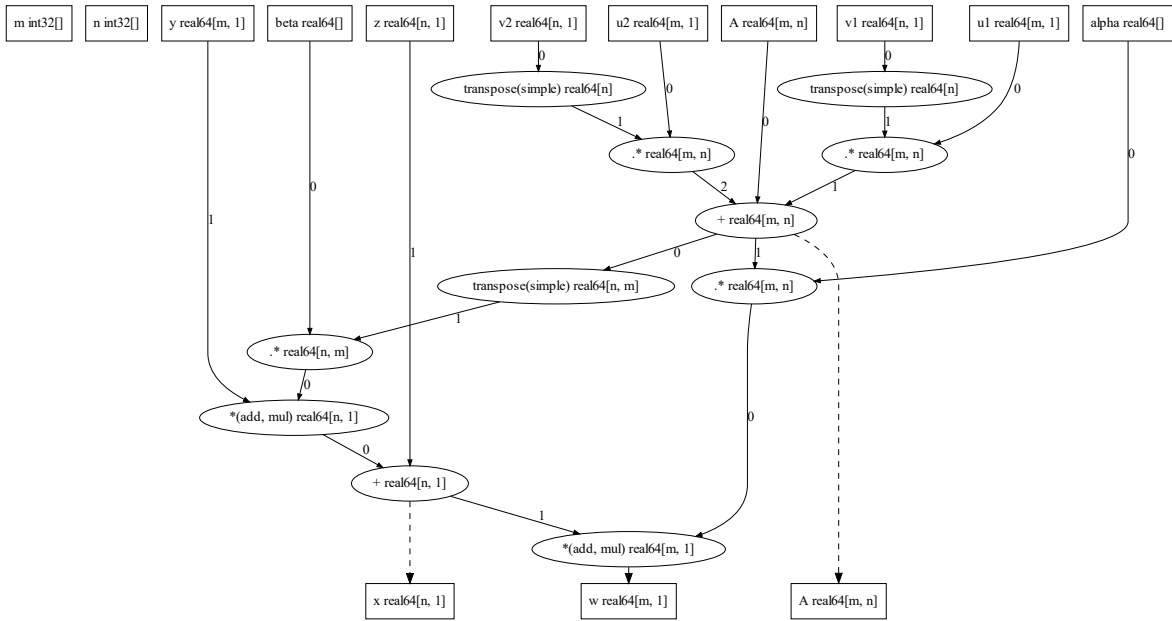 m int32[]
n int32[]
y real64[m, 1]
beta real64[]
z real64[n, 1]
v2 real64[n, 1]
u2 real64[m, 1]
A real64[m, n]
v1 real64[n, 1]
u1 real64[m, 1]
alpha real64[]
0
0
transpose(simple) real64[n]
0
transpose(simple) real64[n]
0
1
0
1
.* real64[m, n]
.* real64[m, n]
0
0
2
1
1
+ real64[m, n]
1
0
1
transpose(simple) real64[n, m]
.* real64[m, n]
1
.* real64[n, m]
0
*(add, mul) real64[n, 1]
0
0
+ real64[n, 1]
1
*(add, mul) real64[m, 1]
x real64[n, 1]
w real64[m, 1]
A real64[m, n]